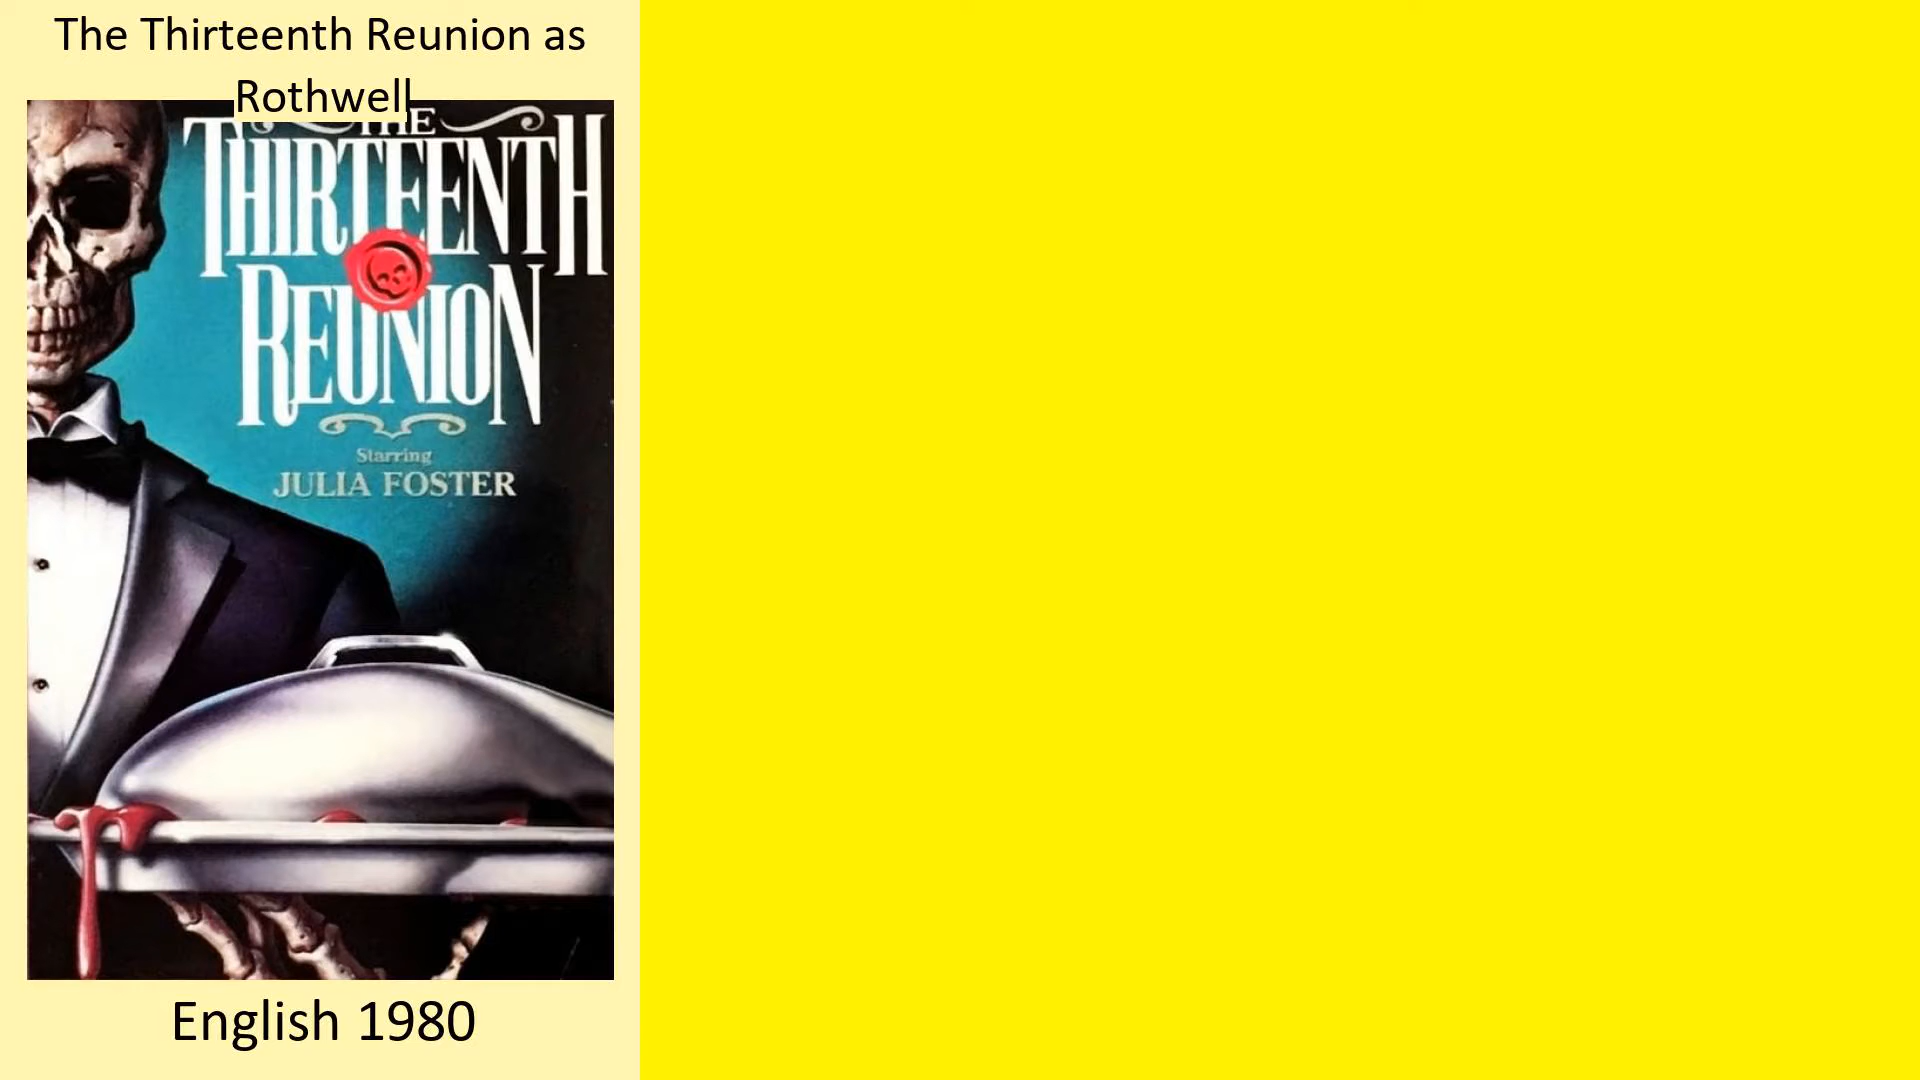 The Thirteenth Reunion as
Rothwell
THE
THIRTEENTH
REUNION
Starring
JULIA FOSTER
English 1980